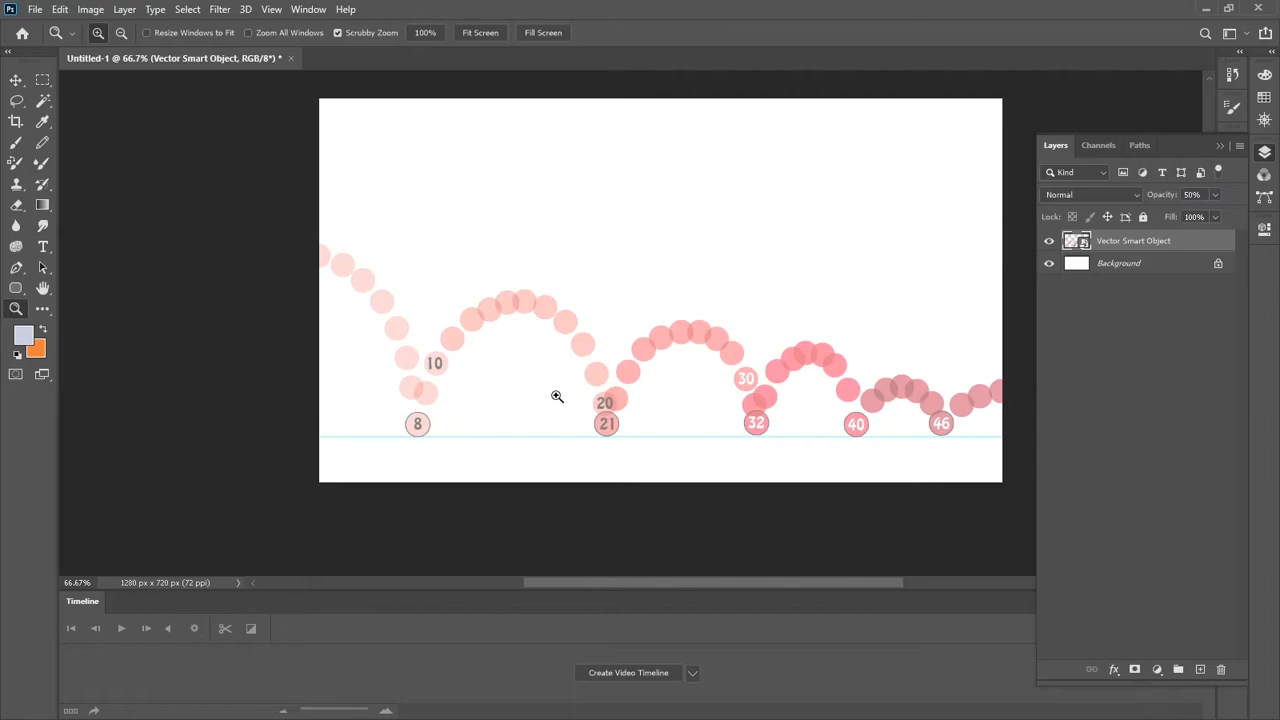 Ps File Edit Image Layer Type Select Filter 3D View Window Help
Resize Windows to Fit Zoom All Windows Scrubby Zoom 100% Fit Screen Fill Screen
Untitled-1 @ 66.7% (Vector Smart Object, RGB/8*) *
Layers Channels Paths
Kind
Normal Opacity: 50%
Lock: Fill: 100%
Vector Smart Object
Background
10
30
20
8 21 32 40 46
66.67% 1280 px x 720 px (72 ppi)
Timeline
Create Video Timeline